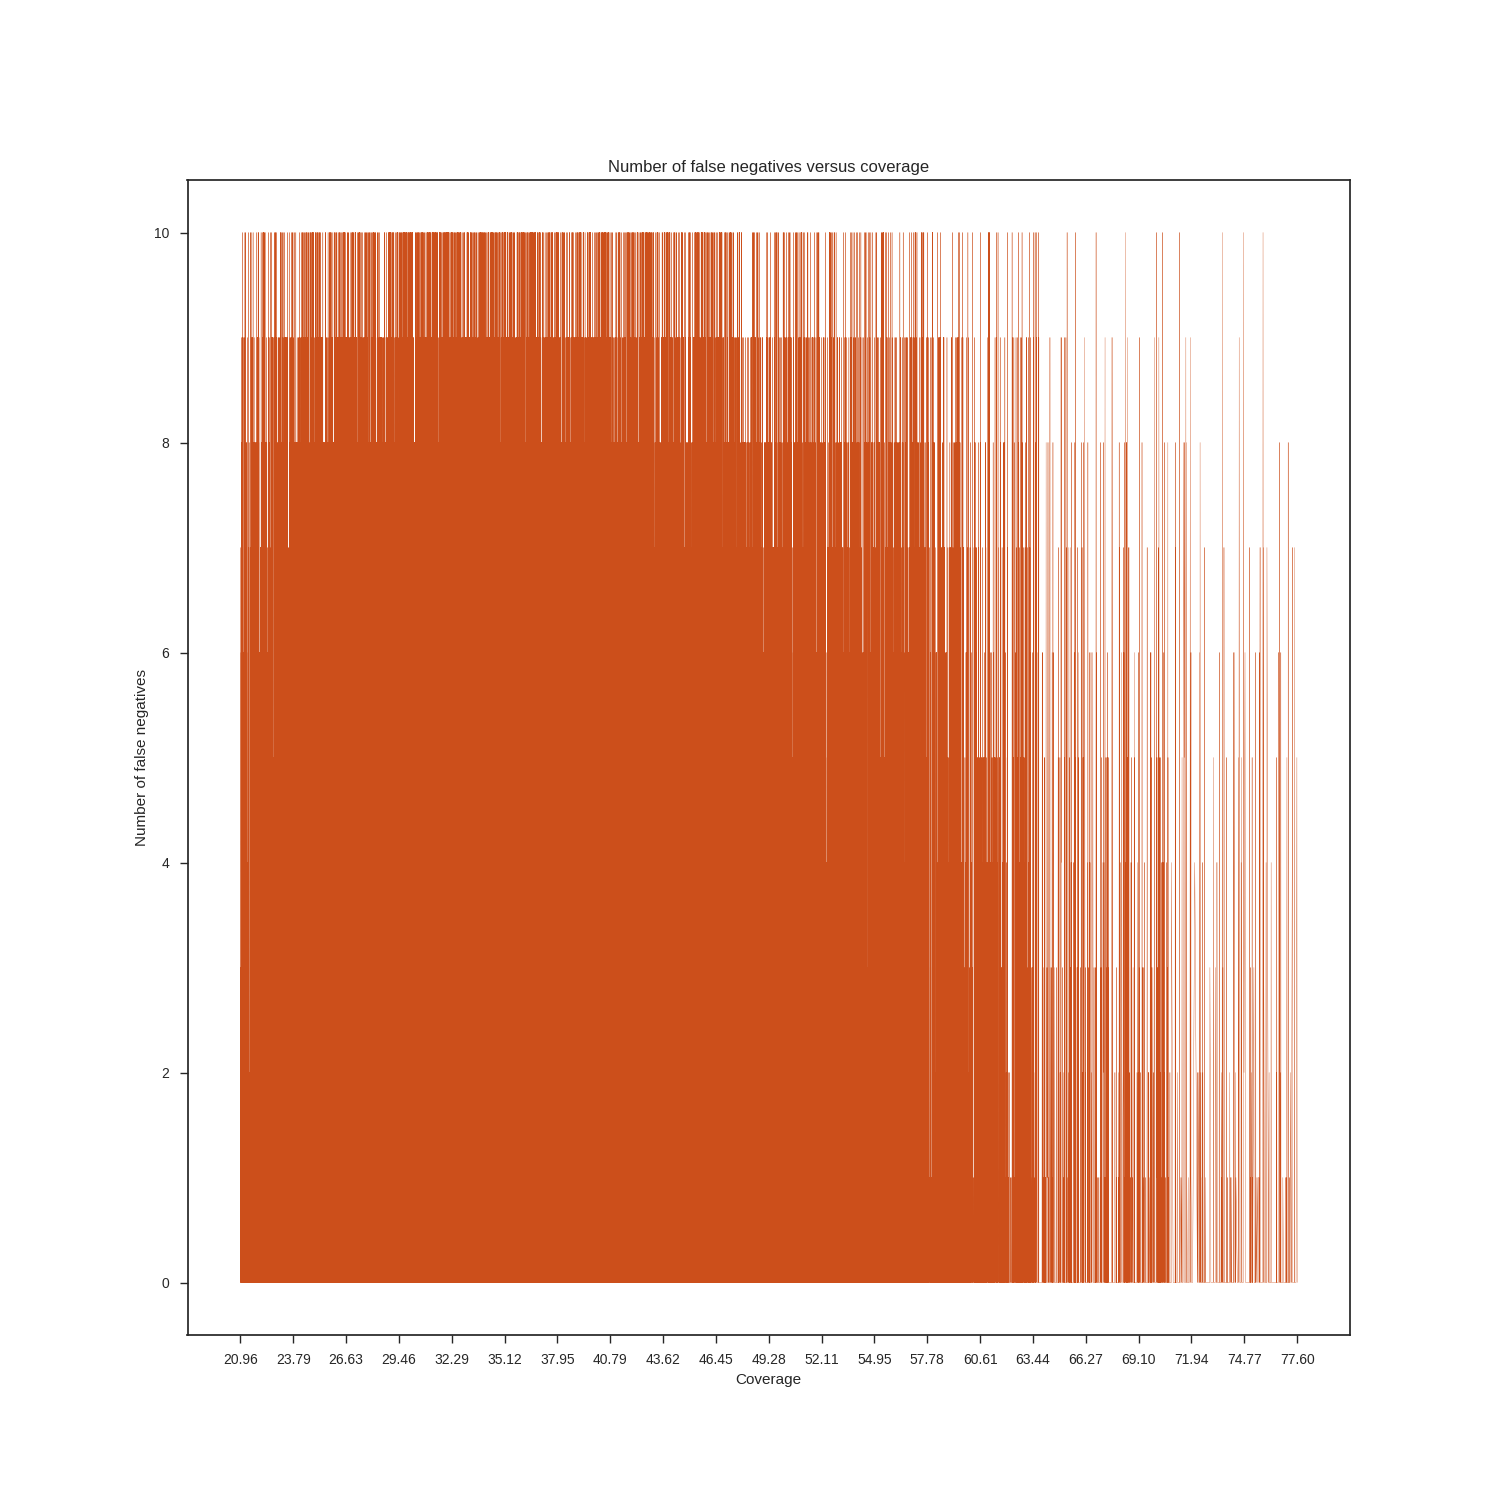 Number of false negatives versus coverage
10
8
6
4
2
0
Number of false negatives
20.96 23.79 26.63 29.46 32.29 35.12 37.95 40.79 43.62 46.45 49.28 52.11 54.95 57.78 60.61 63.44 66.27 69.10 71.94 74.77 77.60
Coverage